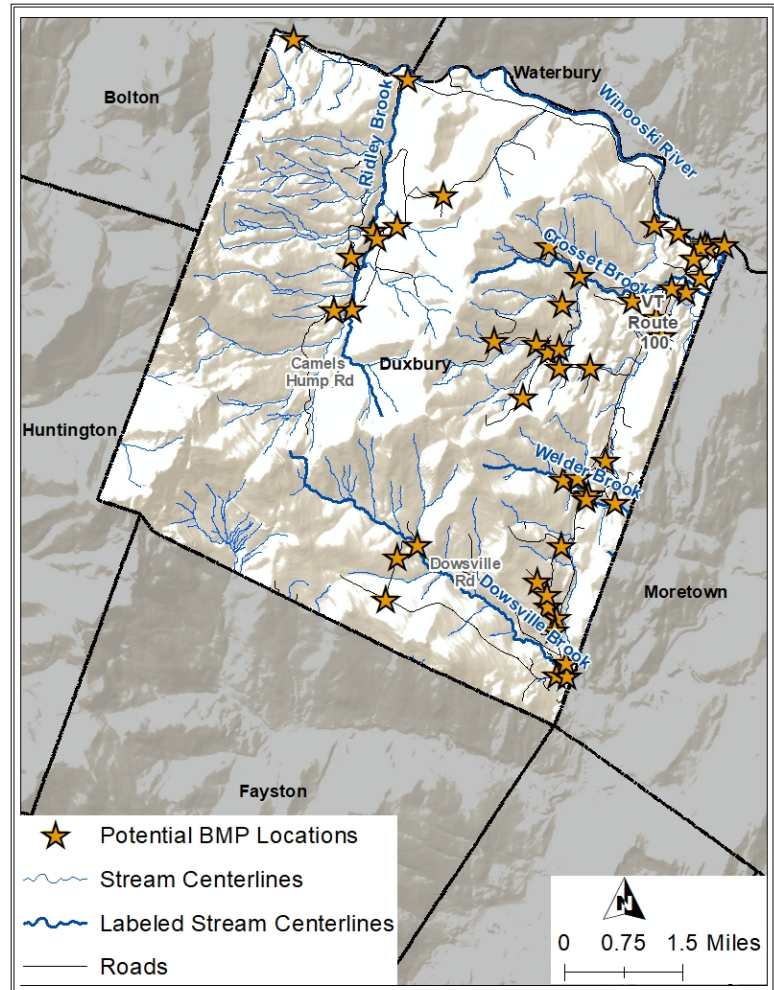 Waterbury
Bolton
Winooski River
Ridley Brook
Crosset Brook
VT
Route
100
Camels
Hump Rd
Duxbury
Huntington
Welder Brook
Dowsville
Rd
Dowsville Brook
Moretown
Fayston
Potential BMP Locations
Stream Centerlines
Labeled Stream Centerlines
Roads
N
0 0.75 1.5 Miles